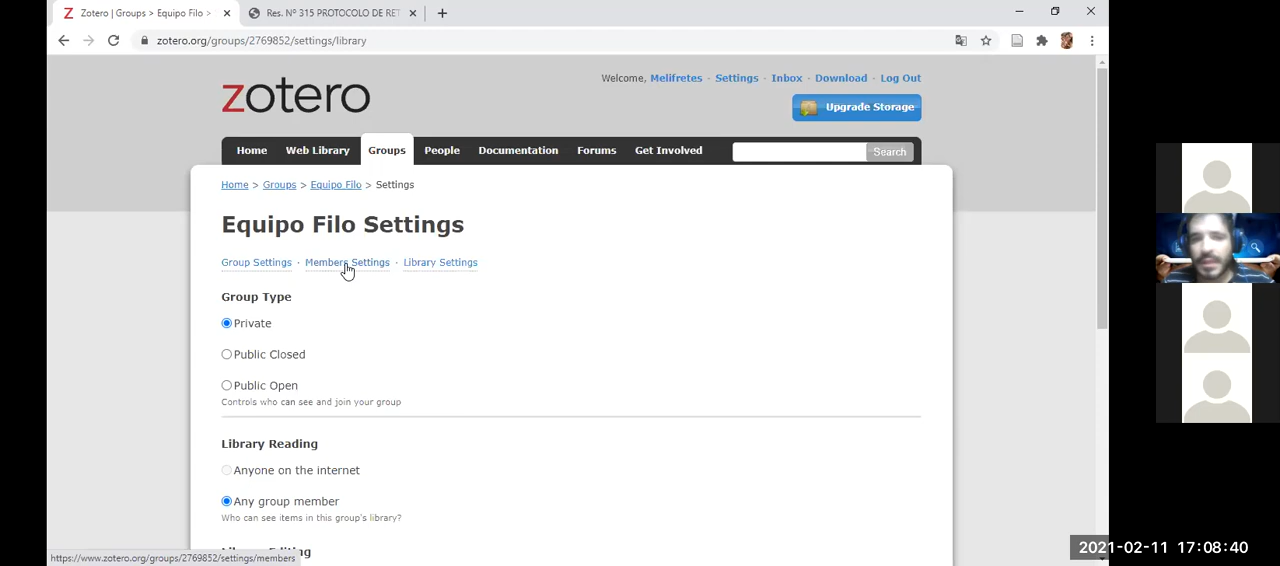 Zotero | Groups > Equipo Filo >
Res. Nº 315 PROTOCOLO DE RET
zotero.org/groups/2769852/settings/library
zotero
Welcome, Melifretes · Settings · Inbox · Download · Log Out
Upgrade Storage
Home Web Library Groups People Documentation Forums Get Involved Search
Home > Groups > Equipo Filo > Settings
Equipo Filo Settings
Group Settings · Members Settings · Library Settings
Group Type
Private
Public Closed
Public Open
Controls who can see and join your group
Library Reading
Anyone on the internet
Any group member
Who can see items in this group's library?
Library Editing
https://www.zotero.org/groups/2769852/settings/members
2021-02-11 17:08:40